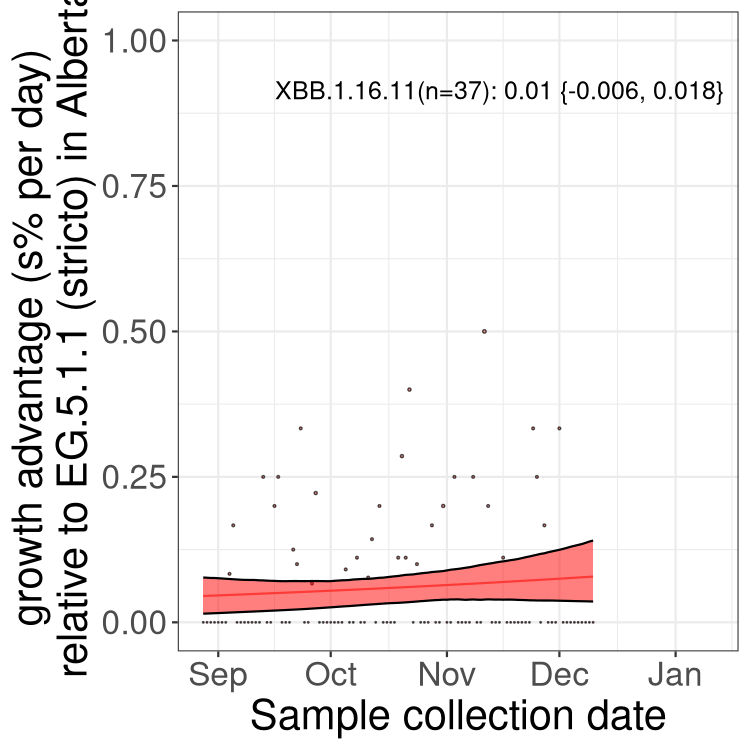 growth advantage (s% per day)
relative to EG.5.1.1 (stricto) in Alberta
1.00
0.75
0.50
0.25
0.00
XBB.1.16.11(n=37): 0.01 {-0.006, 0.018}
Sep Oct Nov Dec Jan
Sample collection date